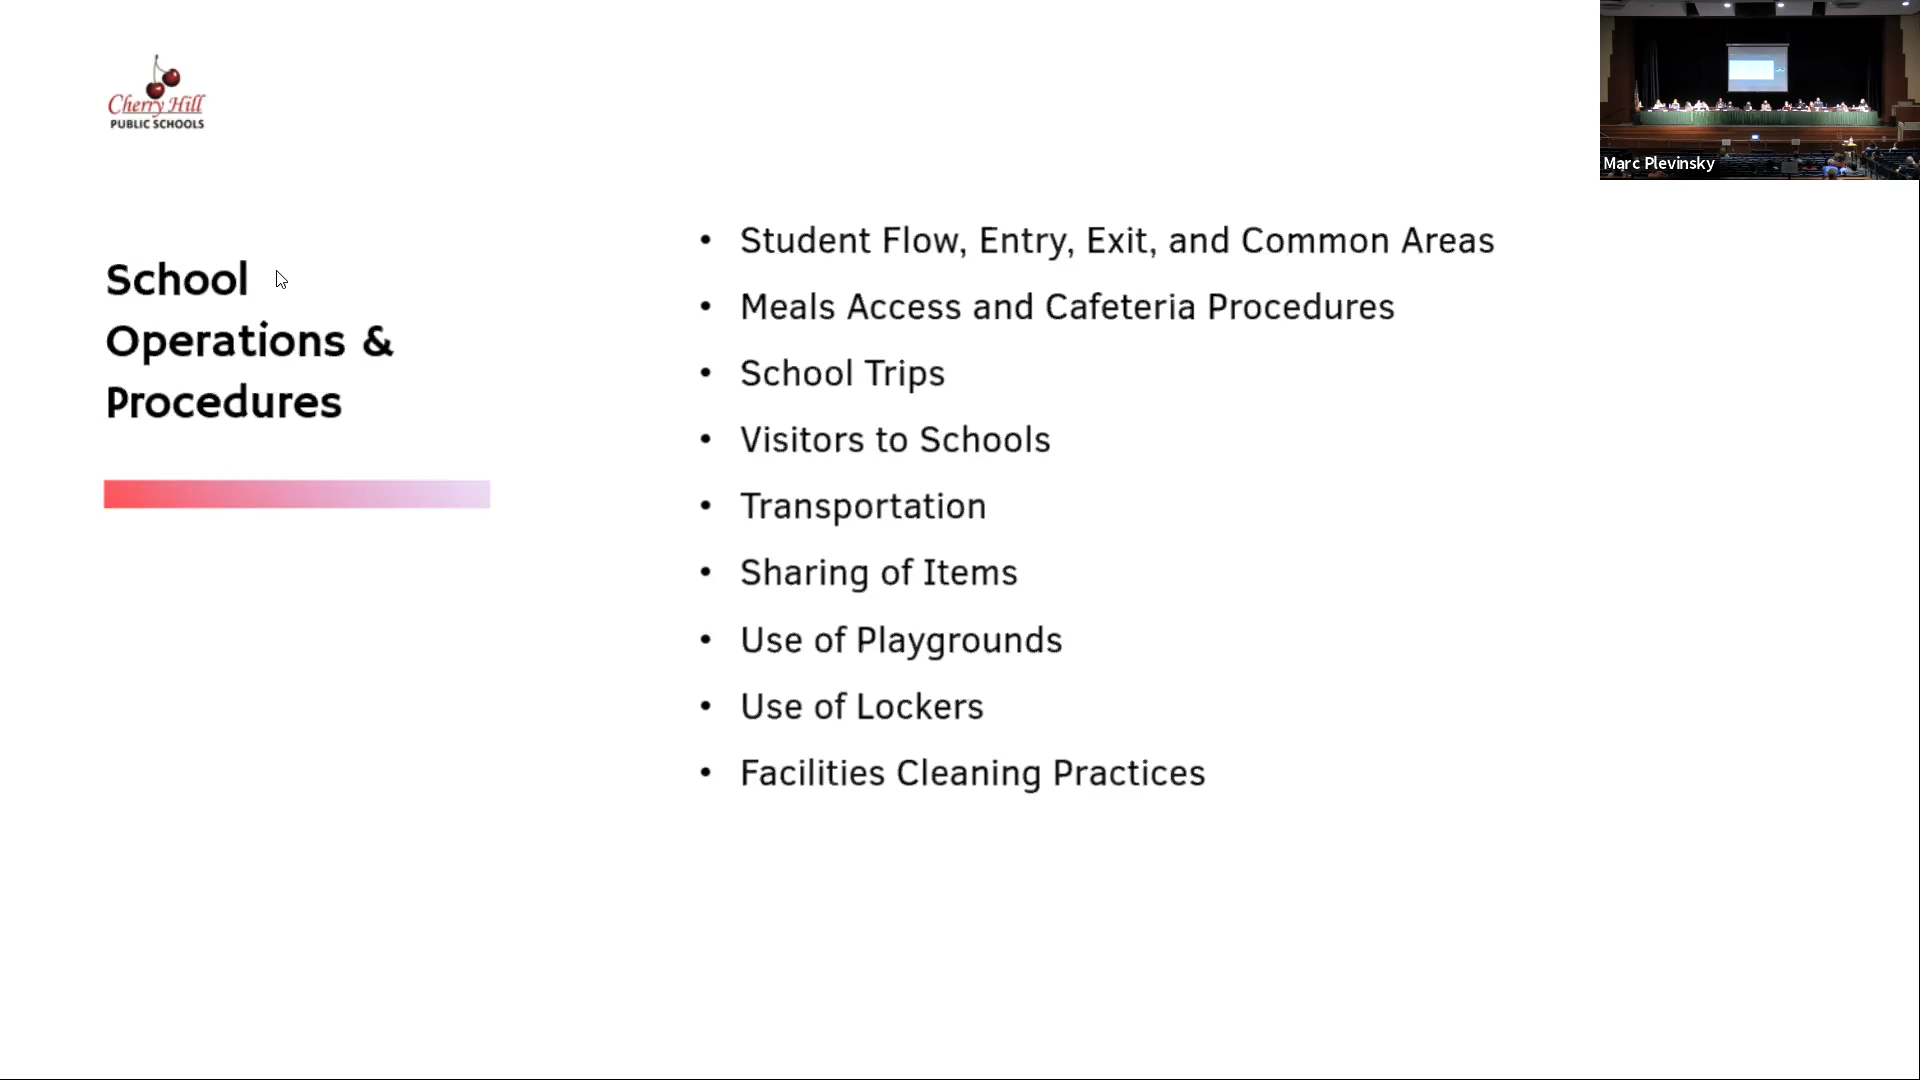 Cherry Hill
PUBLIC SCHOOLS
Marc Plevinsky
School
Operations &
Procedures
• Student Flow, Entry, Exit, and Common Areas
• Meals Access and Cafeteria Procedures
• School Trips
• Visitors to Schools
• Transportation
• Sharing of Items
• Use of Playgrounds
• Use of Lockers
• Facilities Cleaning Practices